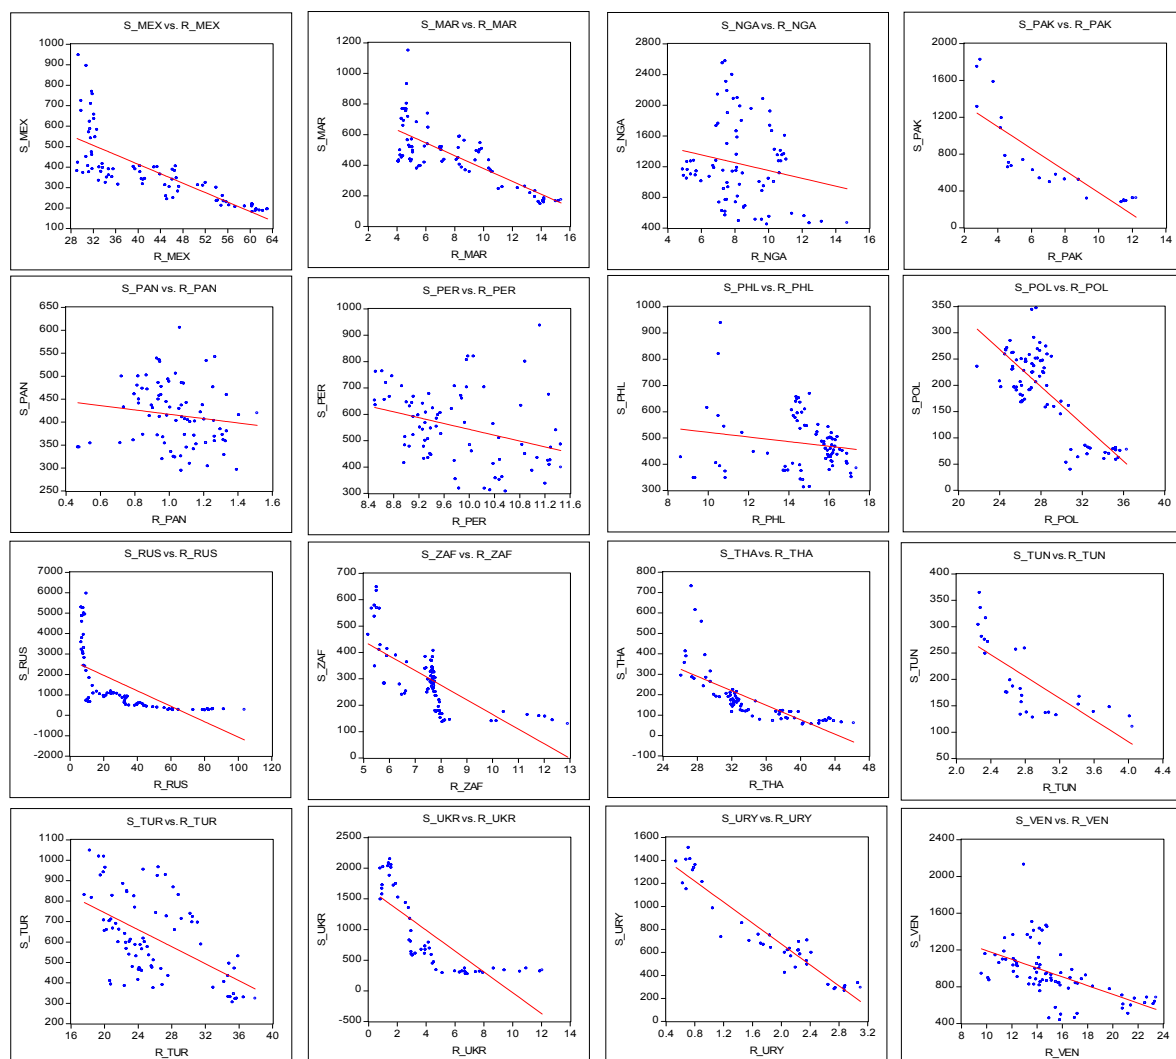 S_MEX vs. R_MEX
S_MEX
1000
900
800
700
600
500
400
300
200
100
28 32 36 40 44 48 52 56 60 64
R_MEX
S_MAR vs. R_MAR
S_MAR
1200
1000
800
600
400
200
0
2 4 6 8 10 12 14 16
R_MAR
S_NGA vs. R_NGA
S_NGA
2800
2400
2000
1600
1200
800
400
4 6 8 10 12 14 16
R_NGA
S_PAK vs. R_PAK
S_PAK
2000
1600
1200
800
400
0
2 4 6 8 10 12 14
R_PAK
S_PAN vs. R_PAN
S_PAN
650
600
550
500
450
400
350
300
250
0.4 0.6 0.8 1.0 1.2 1.4 1.6
R_PAN
S_PER vs. R_PER
S_PER
1000
900
800
700
600
500
400
300
8.4 8.8 9.2 9.6 10.0 10.4 10.8 11.2 11.6
R_PER
S_PHL vs. R_PHL
S_PHL
1000
900
800
700
600
500
400
300
8 10 12 14 16 18
R_PHL
S_POL vs. R_POL
S_POL
350
300
250
200
150
100
50
0
20 24 28 32 36 40
R_POL
S_RUS vs. R_RUS
S_RUS
7000
6000
5000
4000
3000
2000
1000
0
-1000
-2000
0 20 40 60 80 100 120
R_RUS
S_ZAF vs. R_ZAF
S_ZAF
700
600
500
400
300
200
100
0
5 6 7 8 9 10 11 12 13
R_ZAF
S_THA vs. R_THA
S_THA
800
700
600
500
400
300
200
100
0
-100
24 28 32 36 40 44 48
R_THA
S_TUN vs. R_TUN
S_TUN
400
350
300
250
200
150
100
50
0
2.0 2.4 2.8 3.2 3.6 4.0 4.4
R_TUN
S_TUR vs. R_TUR
S_TUR
1100
1000
900
800
700
600
500
400
300
200
16 20 24 28 32 36 40
R_TUR
S_UKR vs. R_UKR
S_UKR
2500
2000
1500
1000
500
0
-500
0 2 4 6 8 10 12 14
R_UKR
S_URY vs. R_URY
S_URY
1600
1400
1200
1000
800
600
400
200
0
0.4 0.8 1.2 1.6 2.0 2.4 2.8 3.2
R_URY
S_VEN vs. R_VEN
S_VEN
2400
2000
1600
1200
800
400
8 10 12 14 16 18 20 22 24
R_VEN